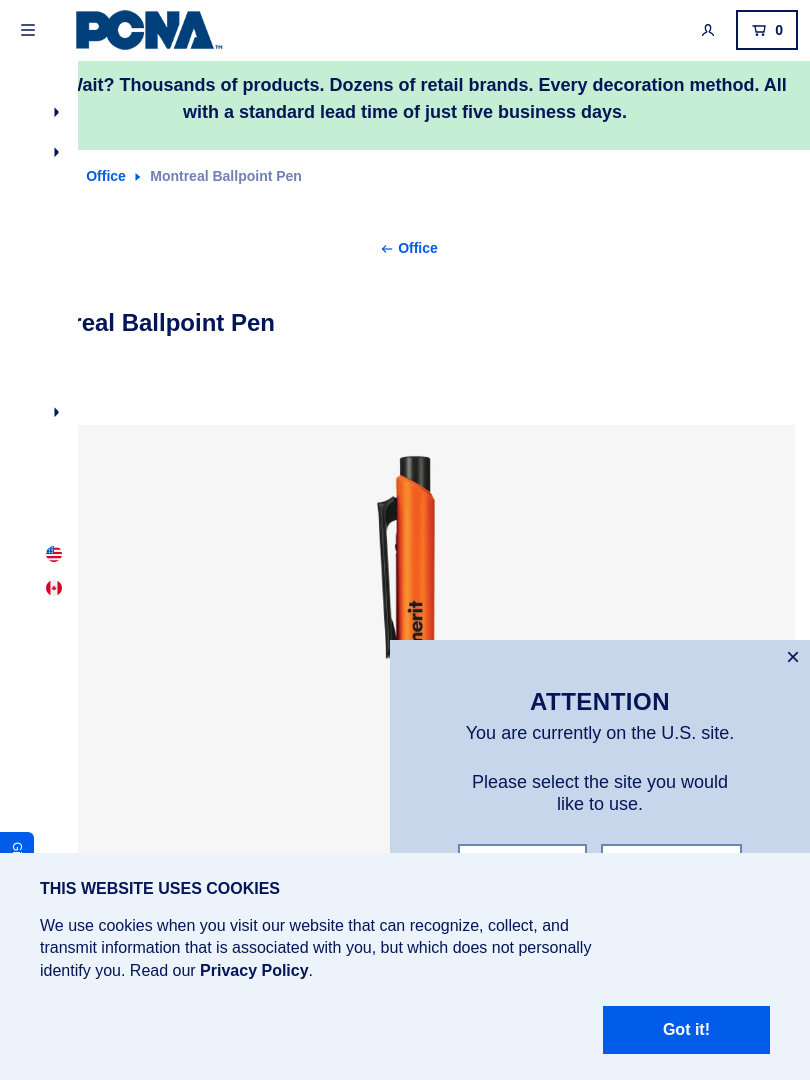 PCNA™
0
Wait? Thousands of products. Dozens of retail brands. Every decoration method. All
with a standard lead time of just five business days.
Office
Montreal Ballpoint Pen
← Office
real Ballpoint Pen
ATTENTION
You are currently on the U.S. site.
Please select the site you would
like to use.
THIS WEBSITE USES COOKIES
We use cookies when you visit our website that can recognize, collect, and
transmit information that is associated with you, but which does not personally
identify you. Read our Privacy Policy.
Got it!